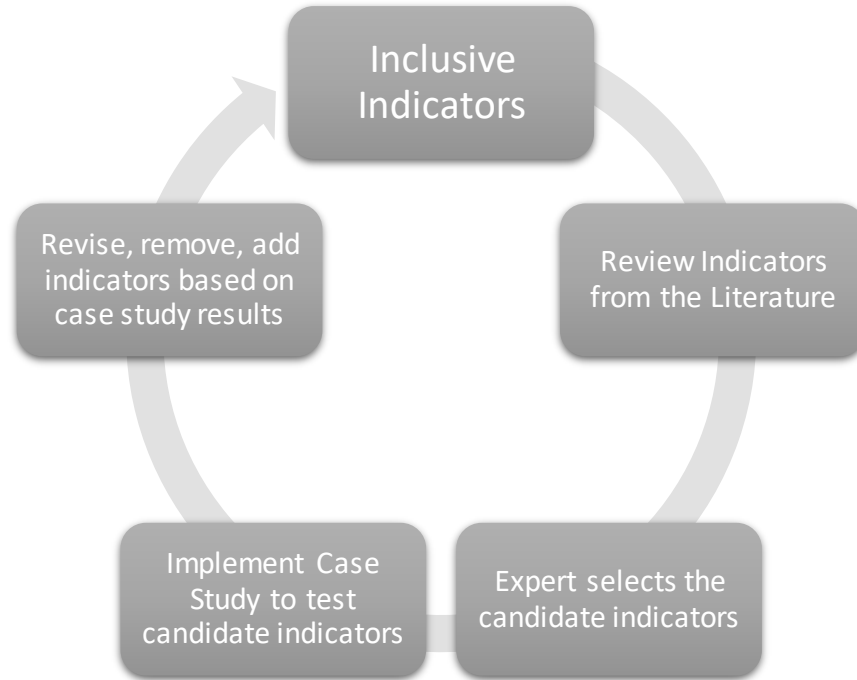 Inclusive
Indicators
Review Indicators
from the Literature
Expert selects the
candidate indicators
Implement Case
Study to test
candidate indicators
Revise, remove, add
indicators based on
case study results